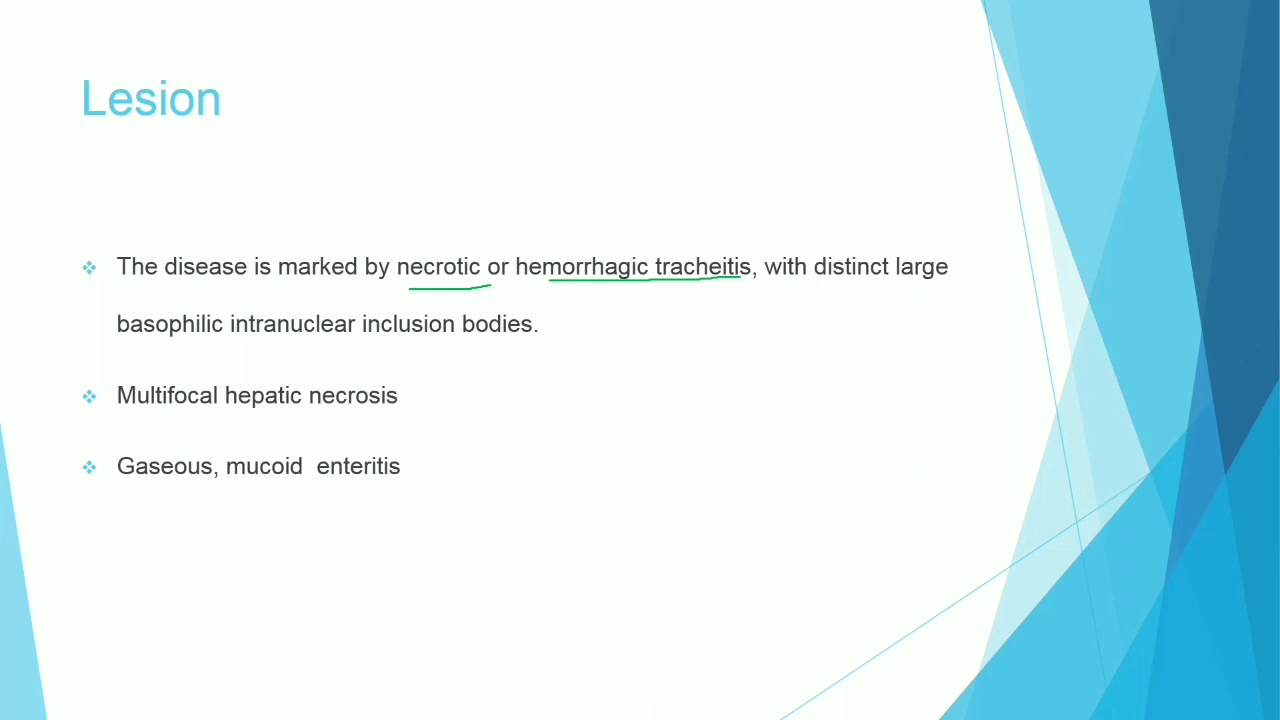 Lesion
The disease is marked by necrotic or hemorrhagic tracheitis, with distinct large
basophilic intranuclear inclusion bodies.
Multifocal hepatic necrosis
Gaseous, mucoid  enteritis